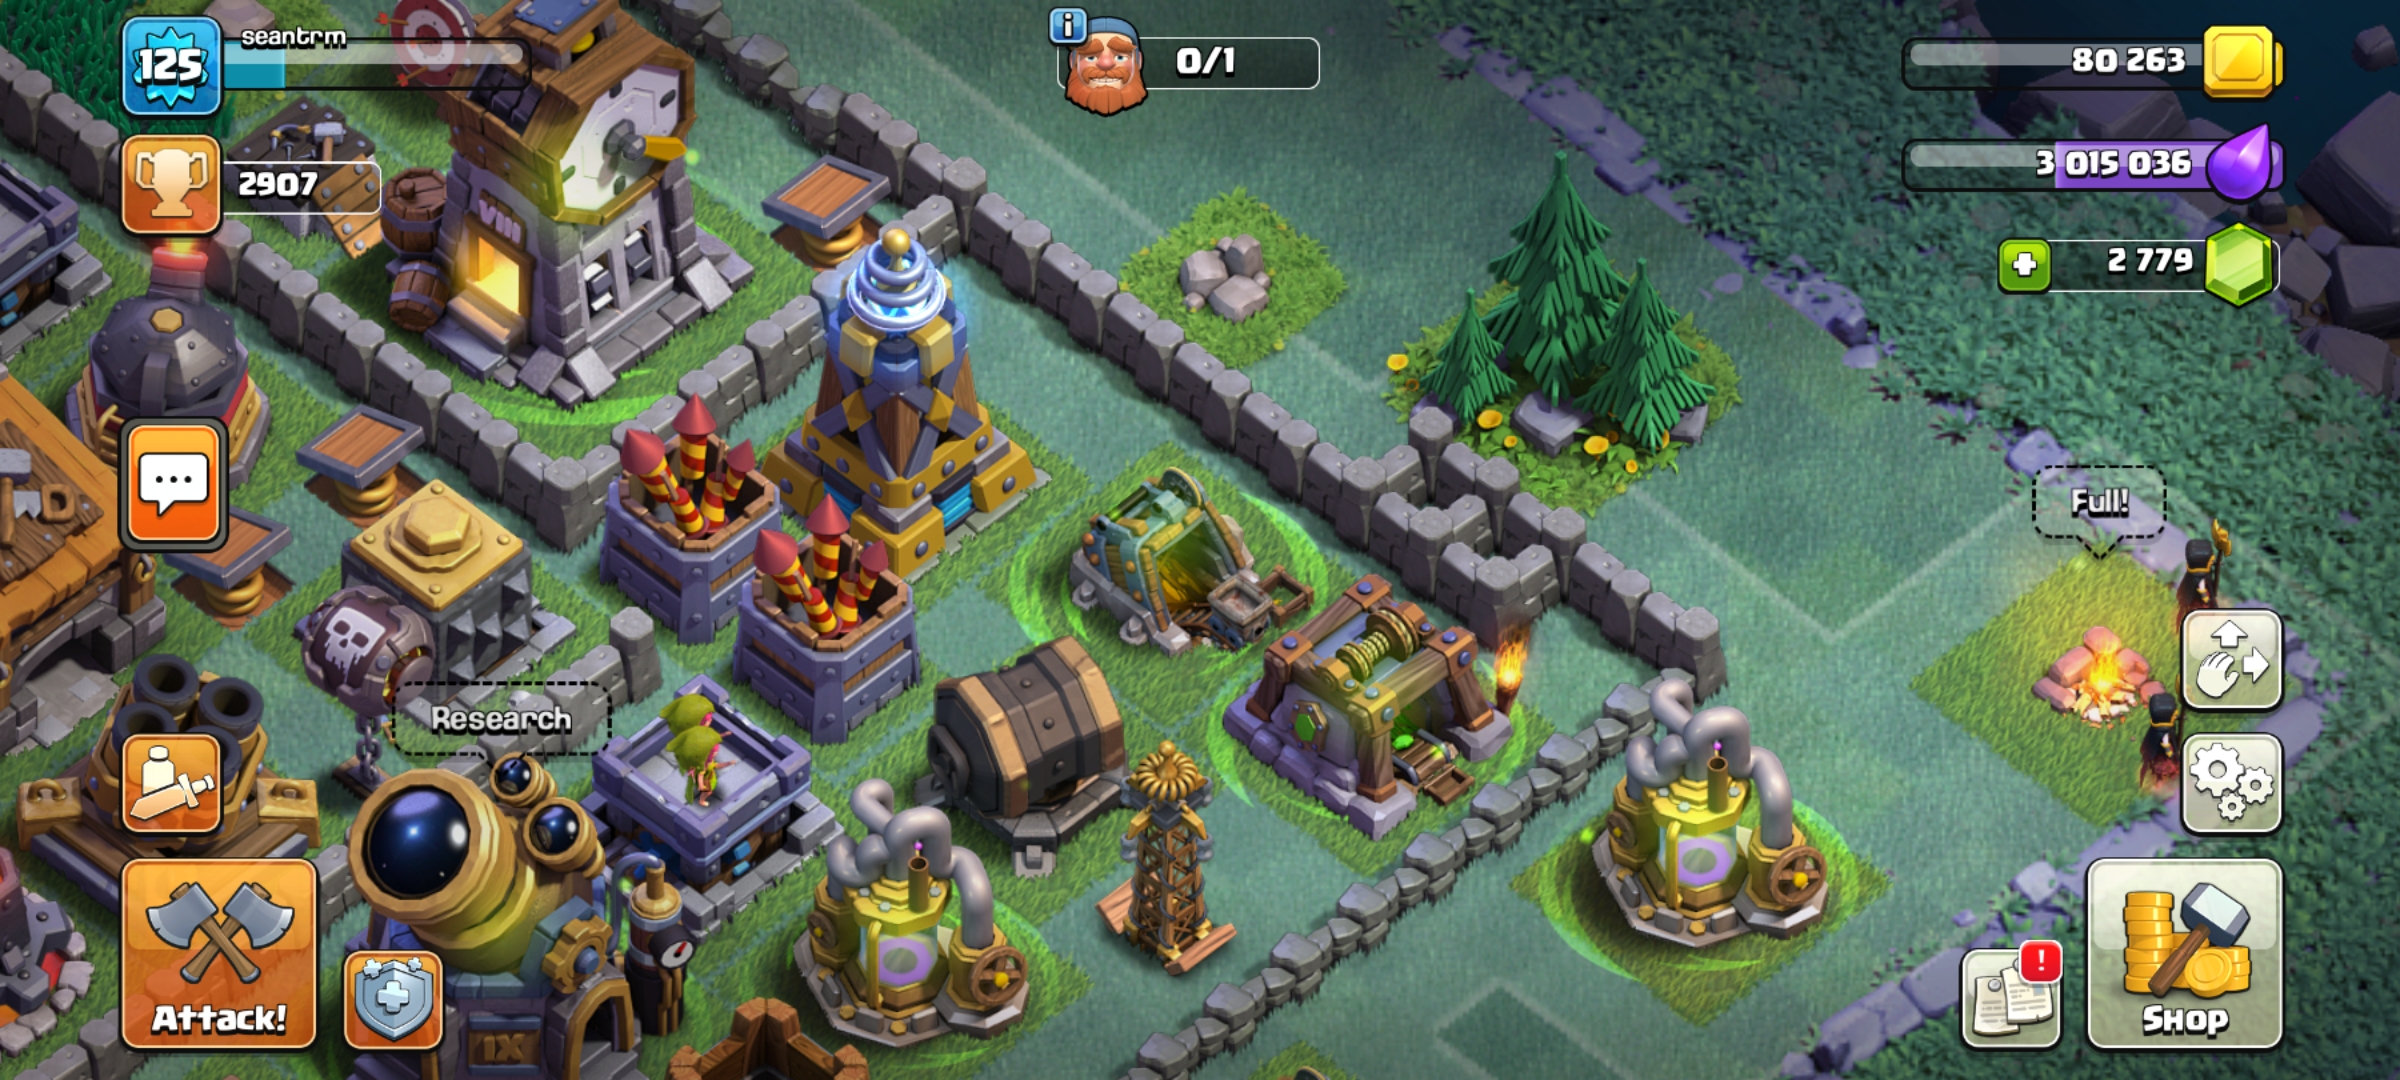 125
seantrm
i
0/1
80 263
2907
3 015 036
VIII
2 779
Full!
Research
!
Attack!
IX
Shop